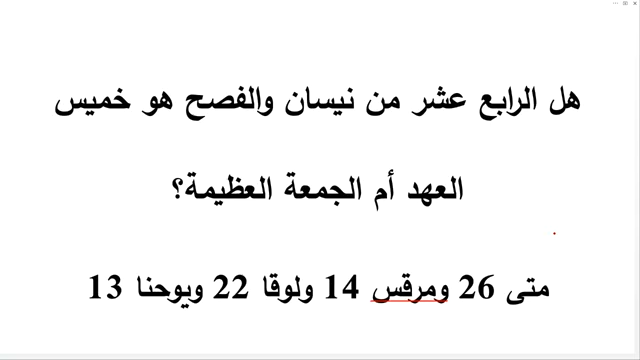 هل الرابع عشر من نيسان والفصح هو خميس
العهد أم الجمعة العظيمة؟
متى 26 ومرقس 14 ولوقا 22 ويوحنا 13